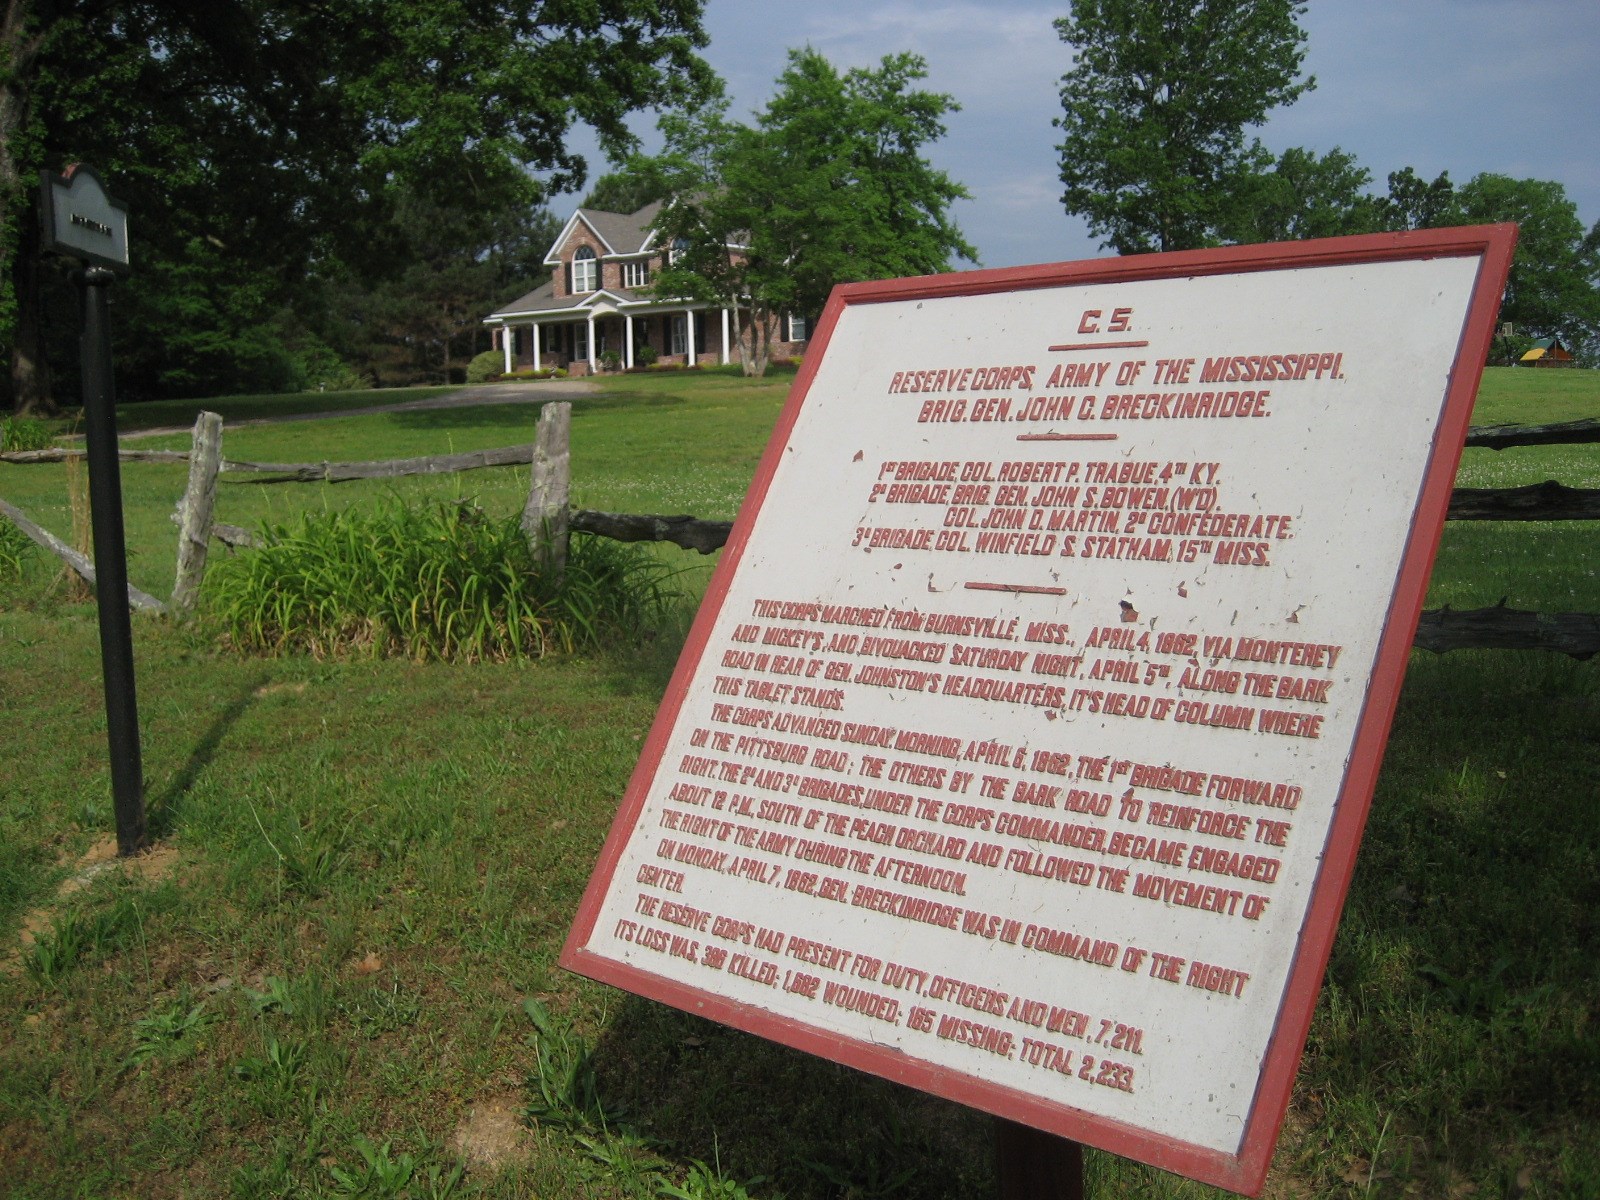 C. S.
RESERVE CORPS, ARMY OF THE MISSISSIPPI.
BRIG. GEN. JOHN C. BRECKINRIDGE.
1ST BRIGADE, COL. ROBERT P. TRABUE, 4TH KY.
2D BRIGADE, BRIG. GEN. JOHN S. BOWEN, (W'D).
COL. JOHN D. MARTIN, 2D CONFEDERATE.
3D BRIGADE, COL. WINFIELD S. STATHAM, 15TH MISS.
THIS CORPS MARCHED FROM BURNSVILLE, MISS., APRIL 4, 1862, VIA MONTEREY
AND MICKEY'S, AND, BIVOUACKED SATURDAY NIGHT, APRIL 5TH, ALONG THE BARK
ROAD IN REAR OF GEN. JOHNSTON'S HEADQUARTERS, IT'S HEAD OF COLUMN WHERE
THIS TABLET STANDS.
THE CORPS ADVANCED SUNDAY, MORNING, APRIL 6, 1862, THE 1ST BRIGADE FORWARD
ON THE PITTSBURG ROAD; THE OTHERS BY THE BARK ROAD TO REINFORCE THE
RIGHT. THE 2D AND 3D BRIGADES, UNDER THE CORPS COMMANDER, BECAME ENGAGED
ABOUT 12 P.M., SOUTH OF THE PEACH ORCHARD AND FOLLOWED THE MOVEMENT OF
THE RIGHT OF THE ARMY DURING THE AFTERNOON.
ON MONDAY, APRIL 7, 1862, GEN. BRECKINRIDGE WAS IN COMMAND OF THE RIGHT
CENTER.
THE RESERVE CORPS HAD PRESENT FOR DUTY, OFFICERS AND MEN, 7,211.
ITS LOSS WAS, 386 KILLED; 1,682 WOUNDED; 165 MISSING; TOTAL 2,233.